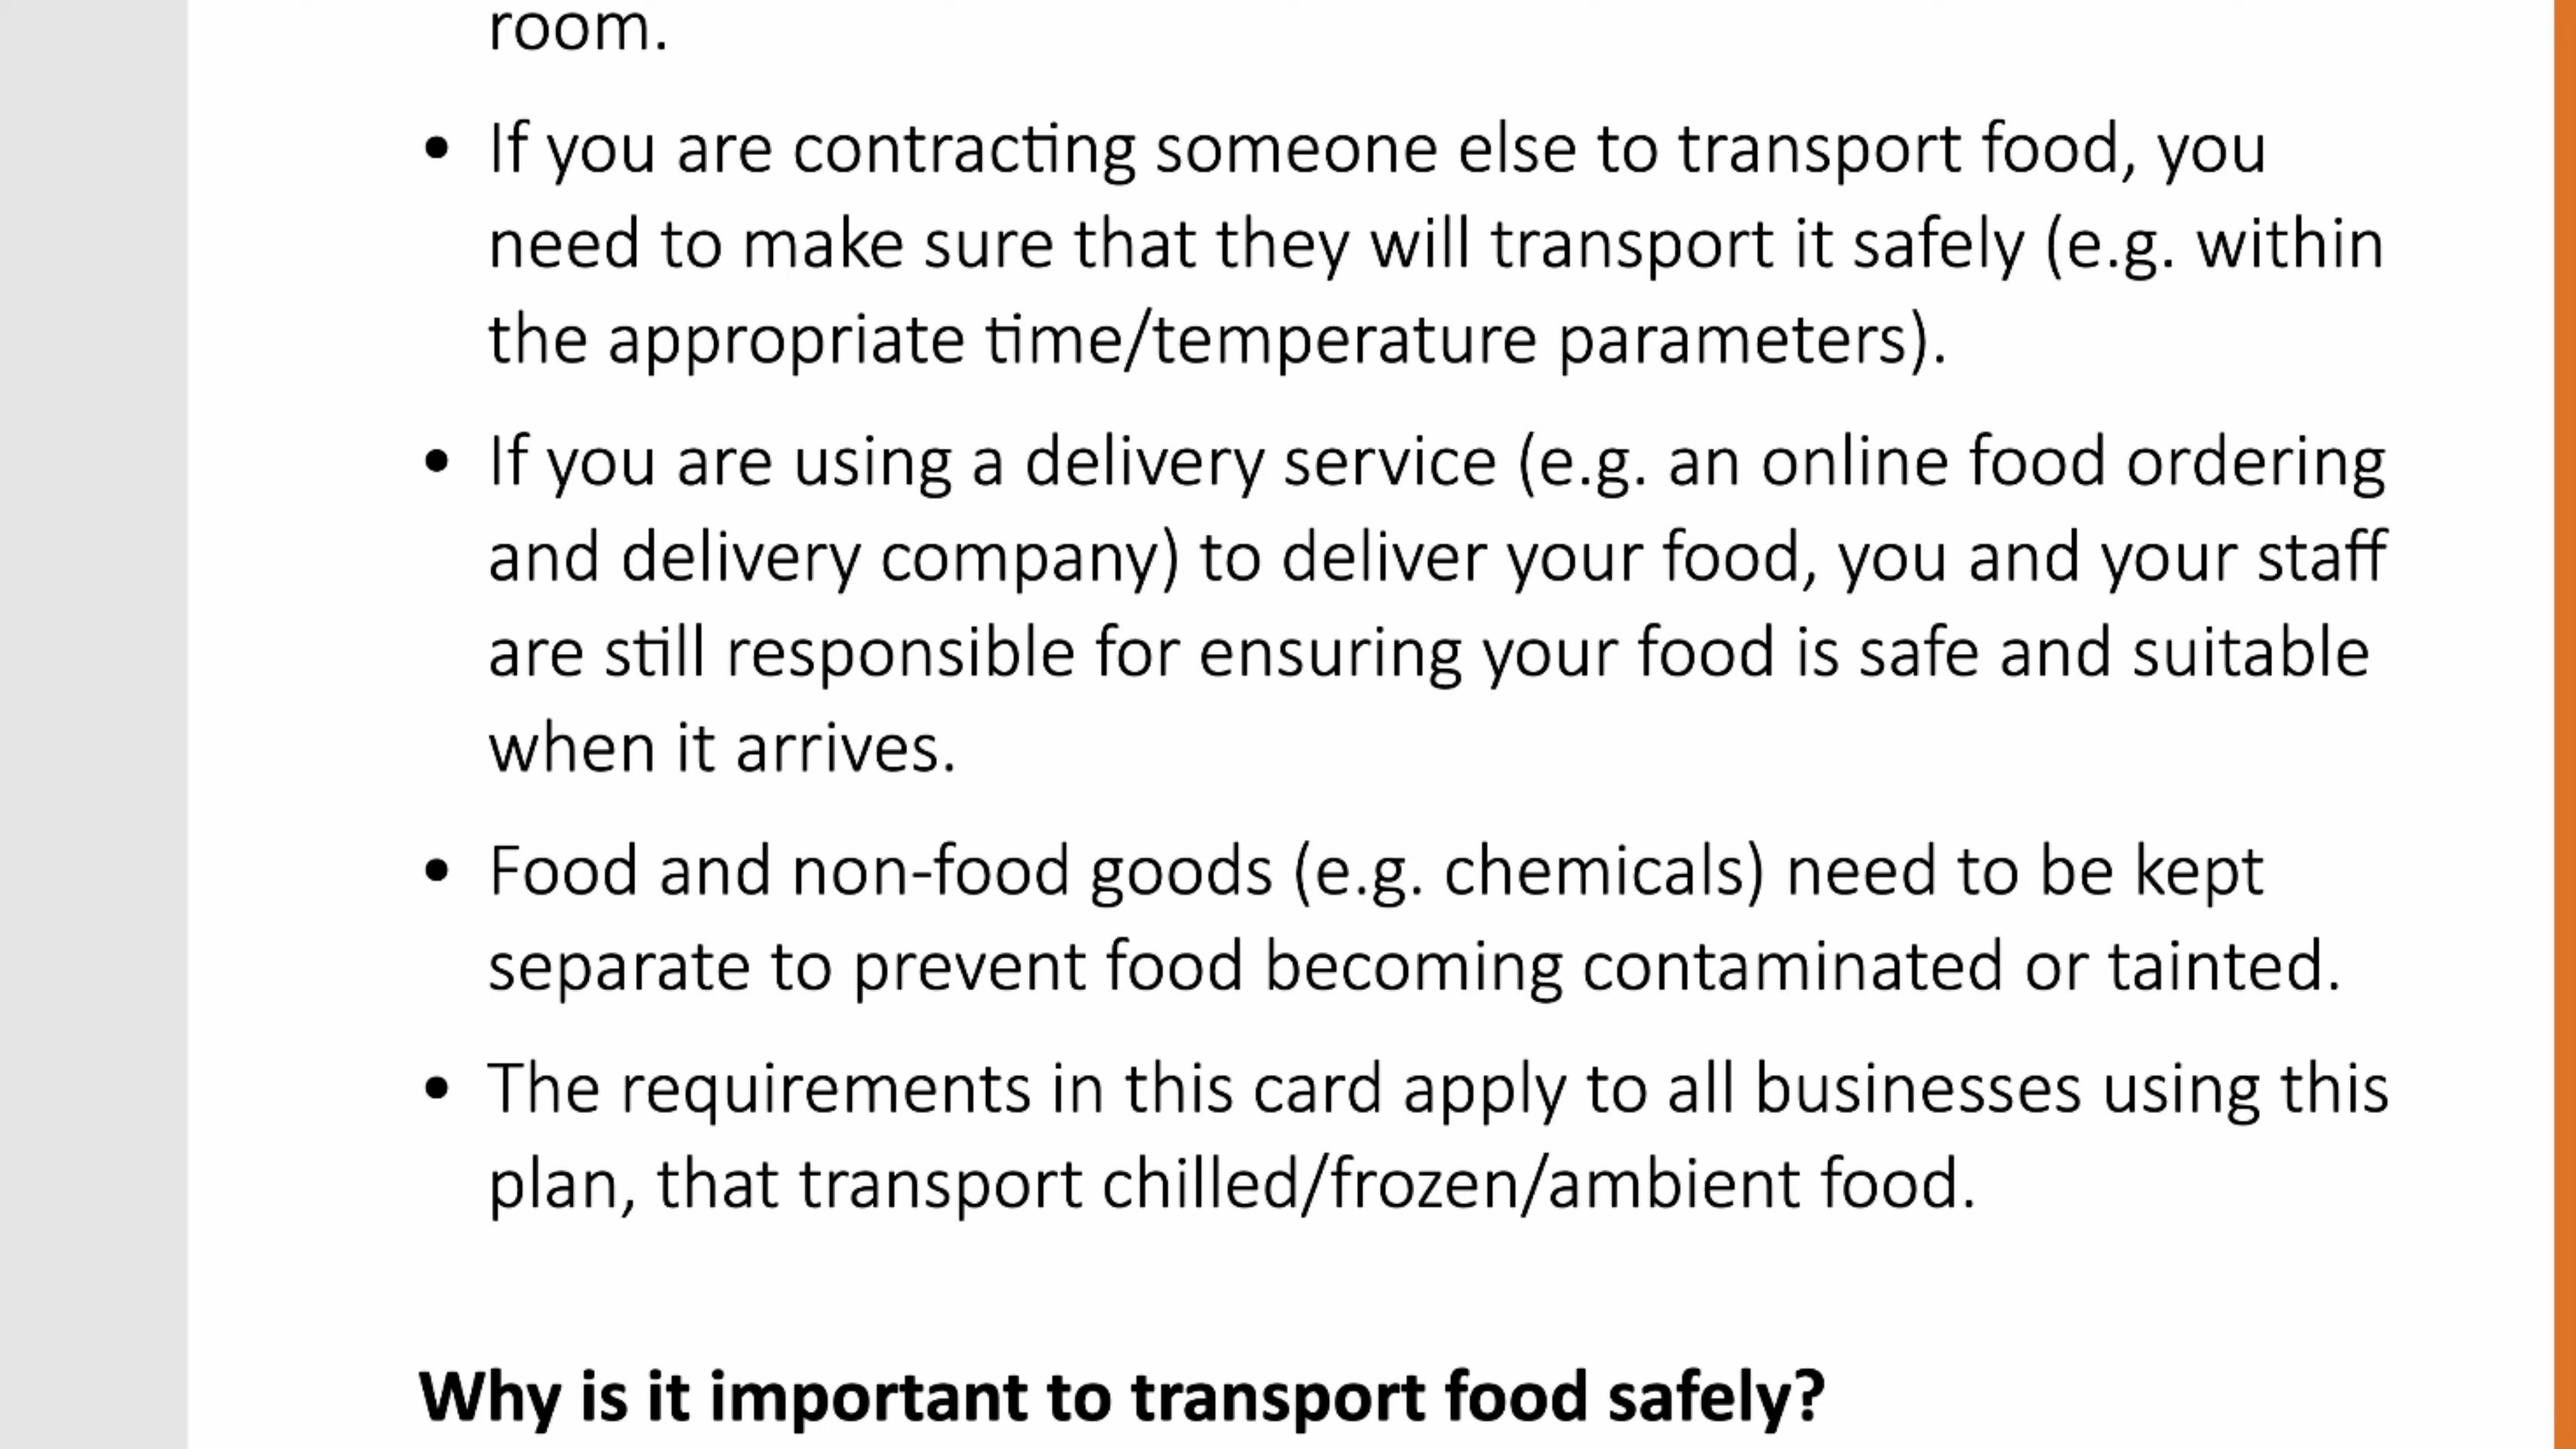 room.
• If you are contracting someone else to transport food, you
need to make sure that they will transport it safely (e.g. within
the appropriate time/temperature parameters).
• If you are using a delivery service (e.g. an online food ordering
and delivery company) to deliver your food, you and your staff
are still responsible for ensuring your food is safe and suitable
when it arrives.
• Food and non-food goods (e.g. chemicals) need to be kept
separate to prevent food becoming contaminated or tainted.
• The requirements in this card apply to all businesses using this
plan, that transport chilled/frozen/ambient food.
Why is it important to transport food safely?